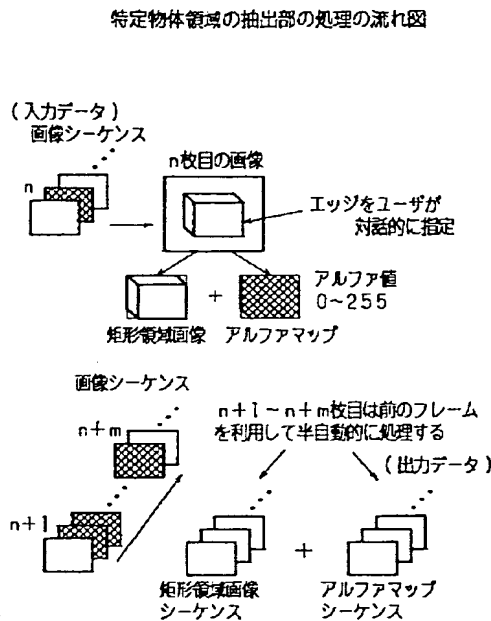 特定物体領域の抽出部の処理の流れ図
(入力データ)
画像シーケンス
n
n枚目の画像
エッジをユーザが
対話的に指定
+
アルファ値
0~255
矩形領域画像
アルファマップ
画像シーケンス
n+m
n+1~n+m枚目は前のフレーム
を利用して半自動的に処理する
(出力データ)
n+1
+
矩形領域画像
シーケンス
アルファマップ
シーケンス